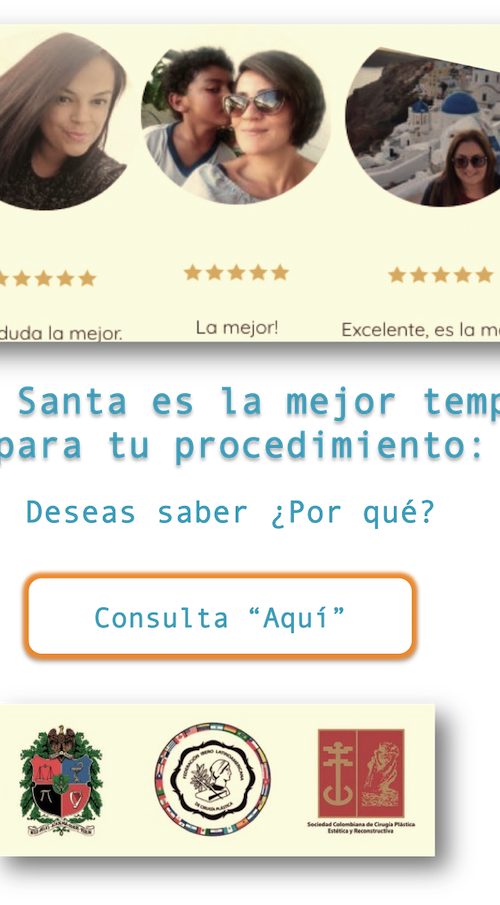 duda la mejor.
La mejor!
Excelente, es la m
Santa es la mejor temp
para tu procedimiento:
Deseas saber ¿Por qué?
Consulta “Aquí”
FEDERACIÓN IBERO LATINOAMERICANA
DE CIRUGÍA PLÁSTICA
Sociedad Colombiana de Cirugía Plástica
Estética y Reconstructiva